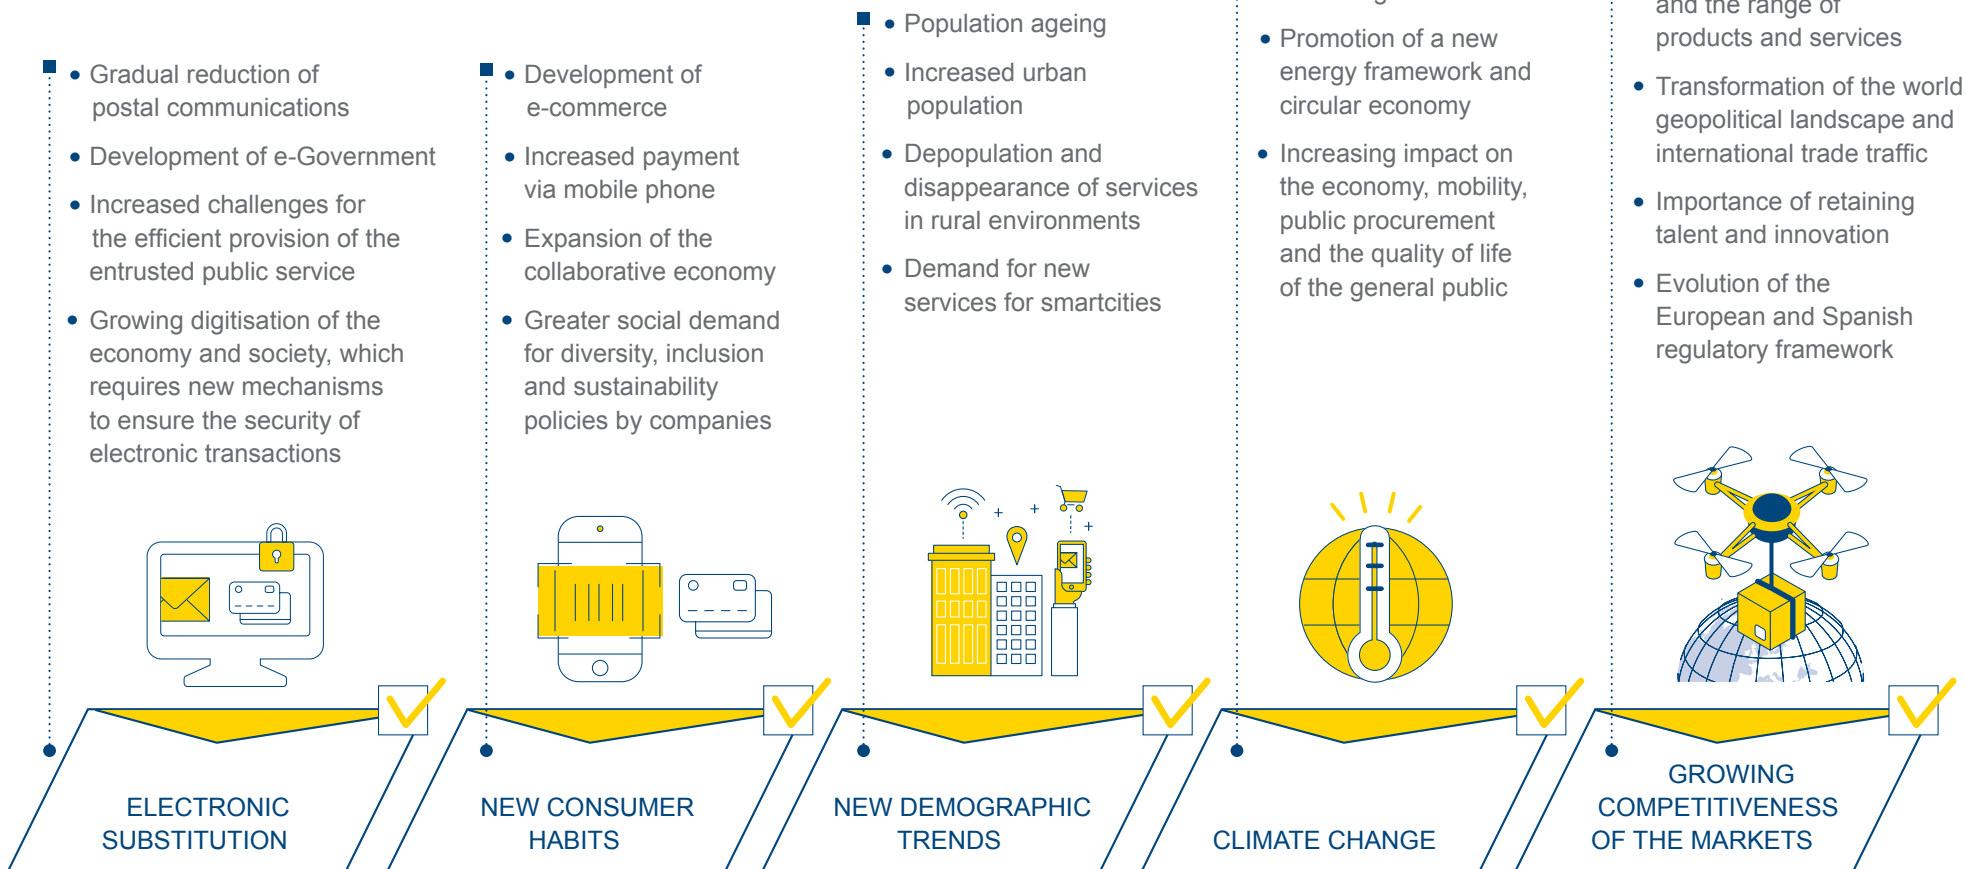 • Gradual reduction of
postal communications
• Development of e-Government
• Increased challenges for
the efficient provision of the
entrusted public service
• Growing digitisation of the
economy and society, which
requires new mechanisms
to ensure the security of
electronic transactions
ELECTRONIC
SUBSTITUTION
• Development of
e-commerce
• Increased payment
via mobile phone
• Expansion of the
collaborative economy
• Greater social demand
for diversity, inclusion
and sustainability
policies by companies
NEW CONSUMER
HABITS
• Population ageing
• Increased urban
population
• Depopulation and
disappearance of services
in rural environments
• Demand for new
services for smartcities
NEW DEMOGRAPHIC
TRENDS
• Promotion of a new
energy framework and
circular economy
• Increasing impact on
the economy, mobility,
public procurement
and the quality of life
of the general public
CLIMATE CHANGE
and the range of
products and services
• Transformation of the world
geopolitical landscape and
international trade traffic
• Importance of retaining
talent and innovation
• Evolution of the
European and Spanish
regulatory framework
GROWING
COMPETITIVENESS
OF THE MARKETS